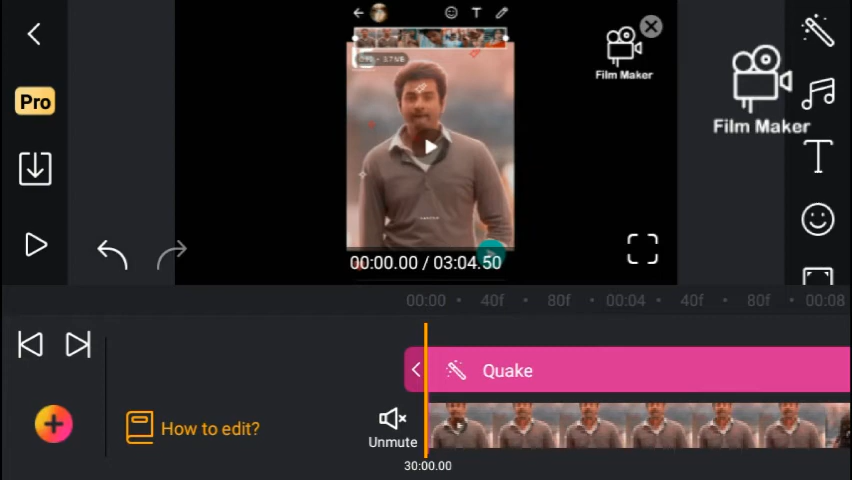 T
Film Maker
Film Maker
Pro
T
00:00.00 / 03:04.50
00:00 40f 80f 00:04 40f 80f 00:08
Quake
How to edit?
Unmute
30:00.00